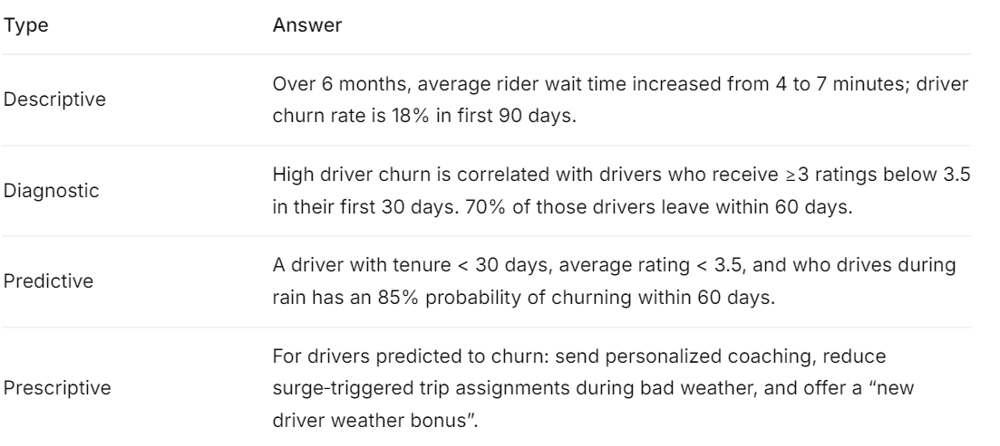 Type Answer
Descriptive Over 6 months, average rider wait time increased from 4 to 7 minutes; driver
churn rate is 18% in first 90 days.
Diagnostic High driver churn is correlated with drivers who receive ≥3 ratings below 3.5
in their first 30 days. 70% of those drivers leave within 60 days.
Predictive A driver with tenure < 30 days, average rating < 3.5, and who drives during
rain has an 85% probability of churning within 60 days.
Prescriptive For drivers predicted to churn: send personalized coaching, reduce
surge-triggered trip assignments during bad weather, and offer a “new
driver weather bonus”.